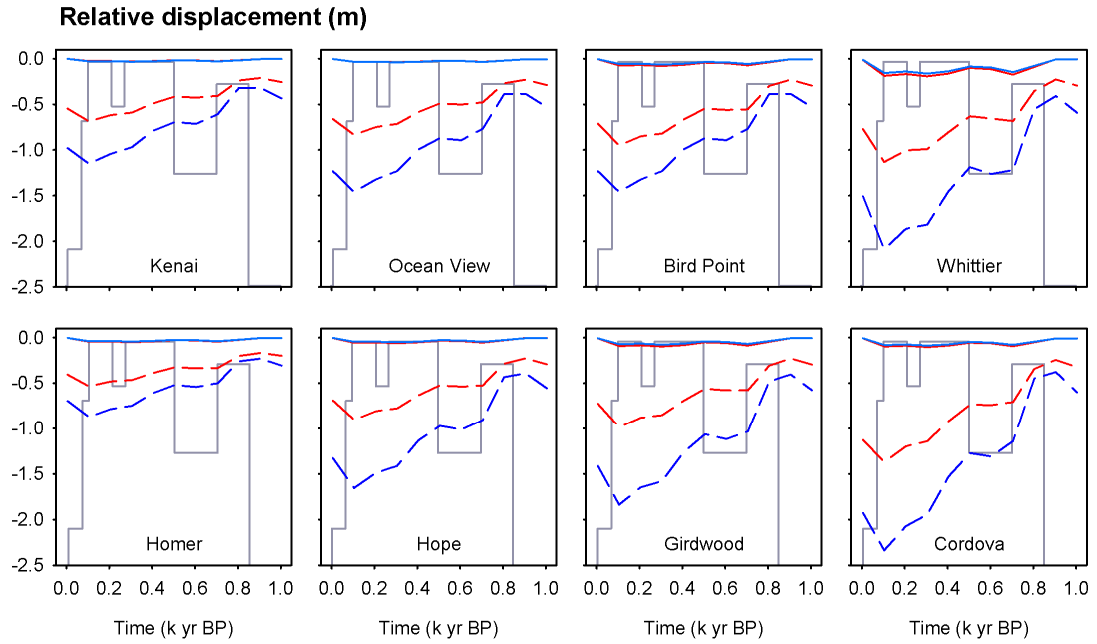 Relative displacement (m)
0.0
-0.5
-1.0
-1.5
-2.0
-2.5
Kenai
Ocean View
Bird Point
Whittier
0.0
-0.5
-1.0
-1.5
-2.0
-2.5
Homer
Hope
Girdwood
Cordova
0.0 0.2 0.4 0.6 0.8 1.0
0.0 0.2 0.4 0.6 0.8 1.0
0.0 0.2 0.4 0.6 0.8 1.0
0.0 0.2 0.4 0.6 0.8 1.0
Time (k yr BP)
Time (k yr BP)
Time (k yr BP)
Time (k yr BP)